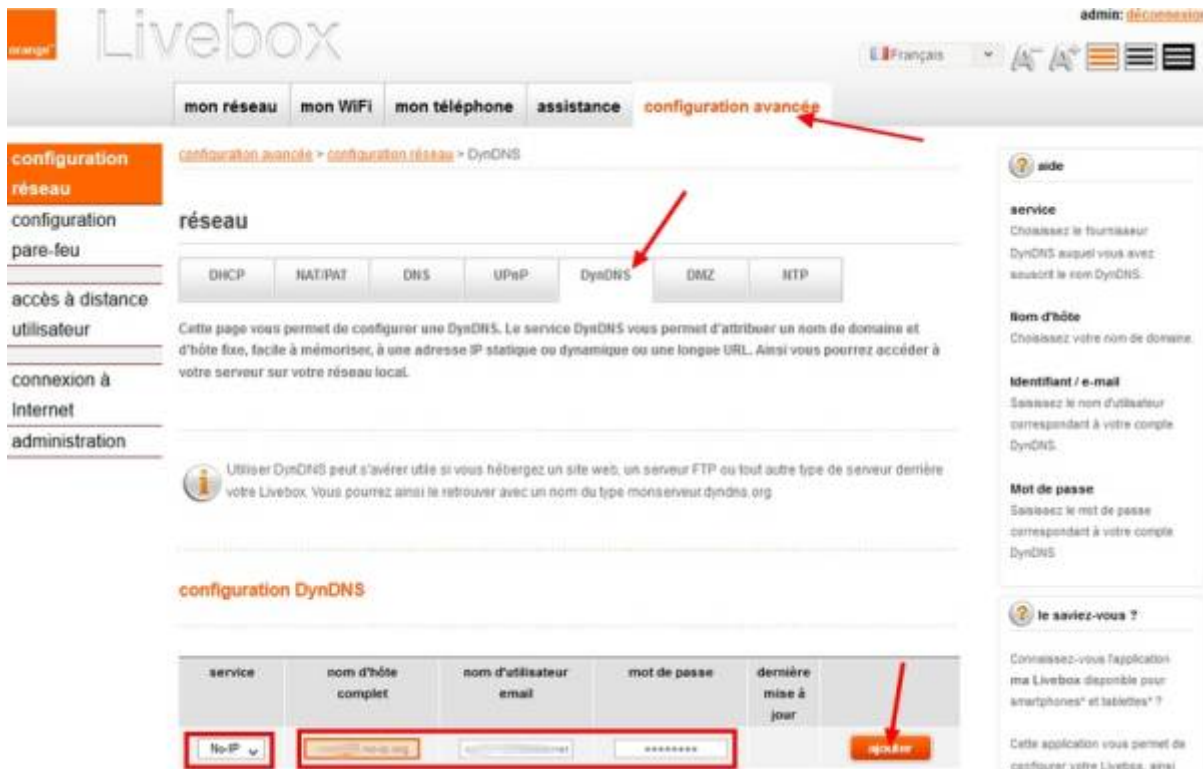 admin: déconnexion
orange™
Livebox
Français
A- A+
mon réseau mon WiFi mon téléphone assistance configuration avancée
configuration
réseau
configuration
pare-feu
accès à distance
utilisateur
connexion à
Internet
administration
configuration avancée > configuration réseau > DynDNS
réseau
DHCP NAT/PAT DNS UPnP DynDNS DMZ NTP
Cette page vous permet de configurer une DynDNS. Le service DynDNS vous permet d'attribuer un nom de domaine et
d'hôte fixe, facile à mémoriser, à une adresse IP statique ou dynamique ou une longue URL. Ainsi vous pourrez accéder à
votre serveur sur votre réseau local.
Utiliser DynDNS peut s'avérer utile si vous hébergez un site web, un serveur FTP ou tout autre type de serveur derrière
votre Livebox. Vous pourrez ainsi le retrouver avec un nom du type monserveur.dyndns.org
configuration DynDNS
service nom d'hôte nom d'utilisateur mot de passe dernière
complet email mise à
jour
No-IP no-ip.org ******** ajouter
aide
service
Choisissez le fournisseur
DynDNS auquel vous avez
souscrit le nom DynDNS.
Nom d'hôte
Choisissez votre nom de domaine.
Identifiant / e-mail
Saisissez le nom d'utilisateur
correspondant à votre compte
DynDNS.
Mot de passe
Saisissez le mot de passe
correspondant à votre compte
DynDNS
le saviez-vous ?
Connaissez-vous l'application
ma Livebox disponible pour
smartphones* et tablettes* ?
Cette application vous permet de
configurer votre Livebox, ainsi